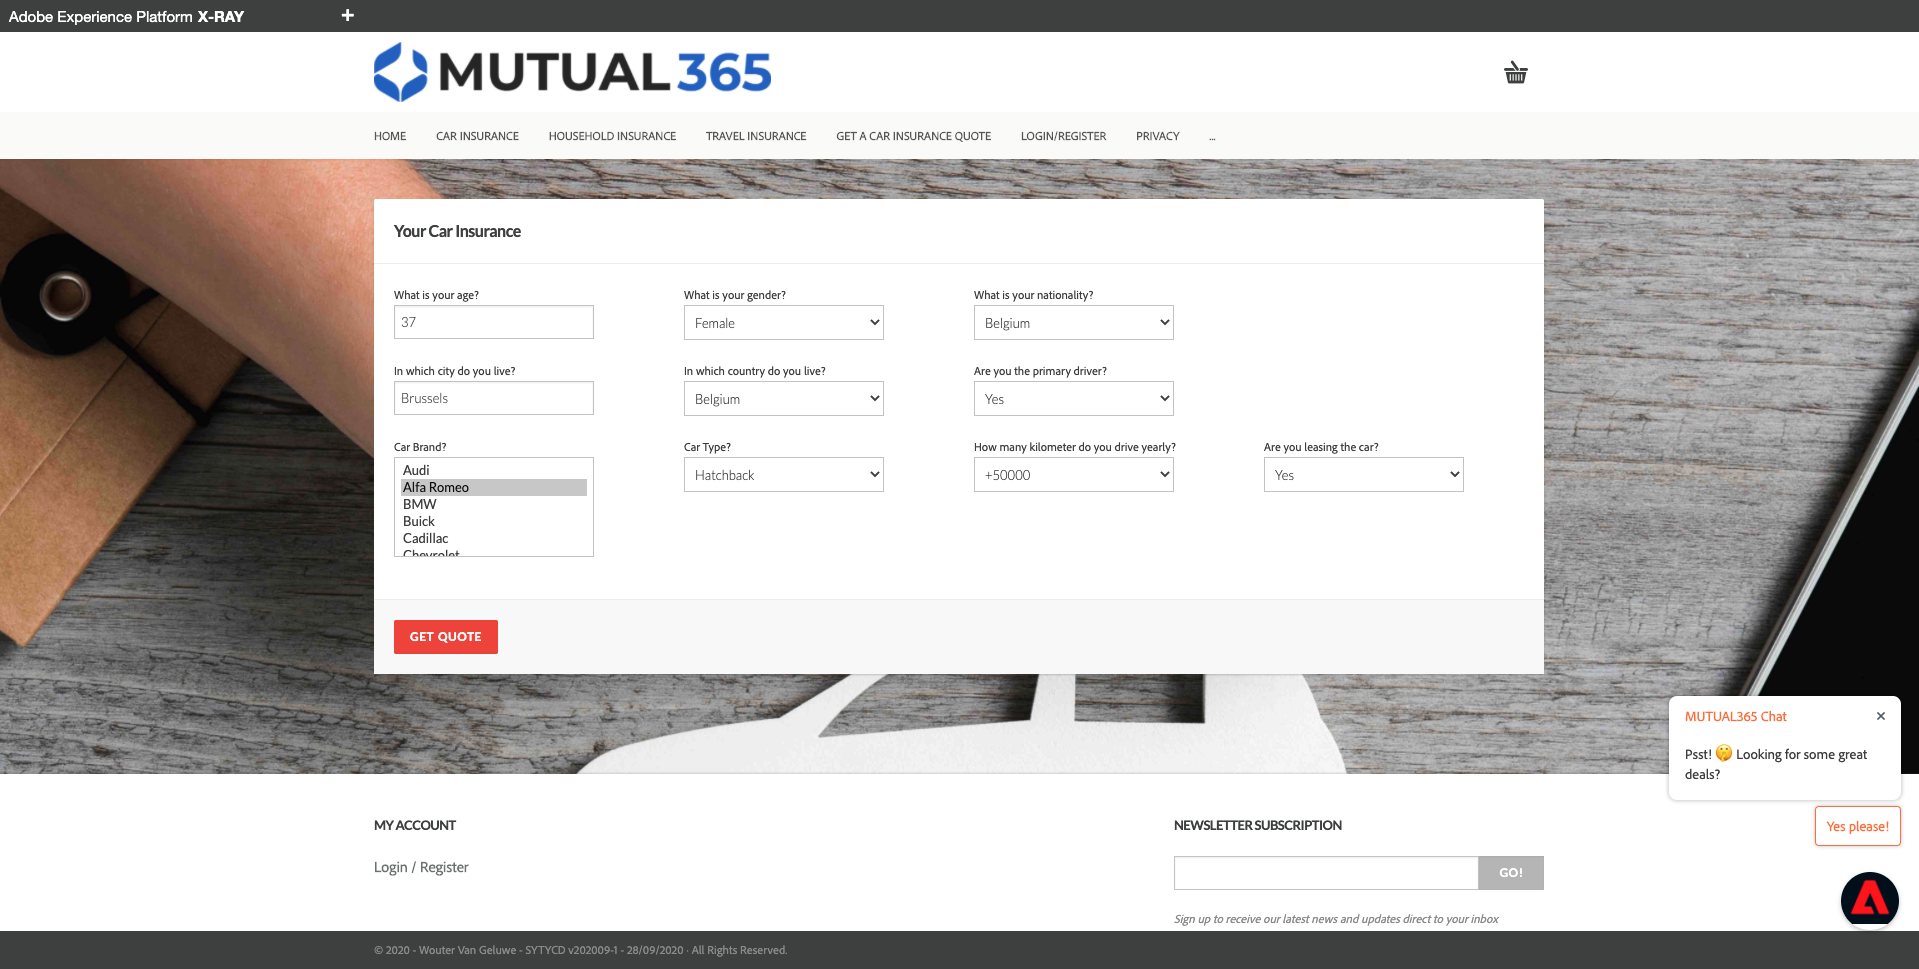 Adobe Experience Platform X-RAY
MUTUAL 365
HOME CAR INSURANCE HOUSEHOLD INSURANCE TRAVEL INSURANCE GET A CAR INSURANCE QUOTE LOGIN/REGISTER PRIVACY ...
Your Car Insurance
What is your age? What is your gender? What is your nationality?
37 Female Belgium
In which city do you live? In which country do you live? Are you the primary driver?
Brussels Belgium Yes
Car Brand? Car Type? How many kilometer do you drive yearly? Are you leasing the car?
Hatchback +50000 Yes
Audi
Alfa Romeo
BMW
Buick
Cadillac
Chevrolet
GET QUOTE
MUTUAL365 Chat
Psst! 🤫 Looking for some great
deals?
Yes please!
MY ACCOUNT
Login / Register
NEWSLETTER SUBSCRIPTION
GO!
Sign up to receive our latest news and updates direct to your inbox
© 2020 - Wouter Van Geluwe - SYTYCD v202009-1 - 28/09/2020 · All Rights Reserved.